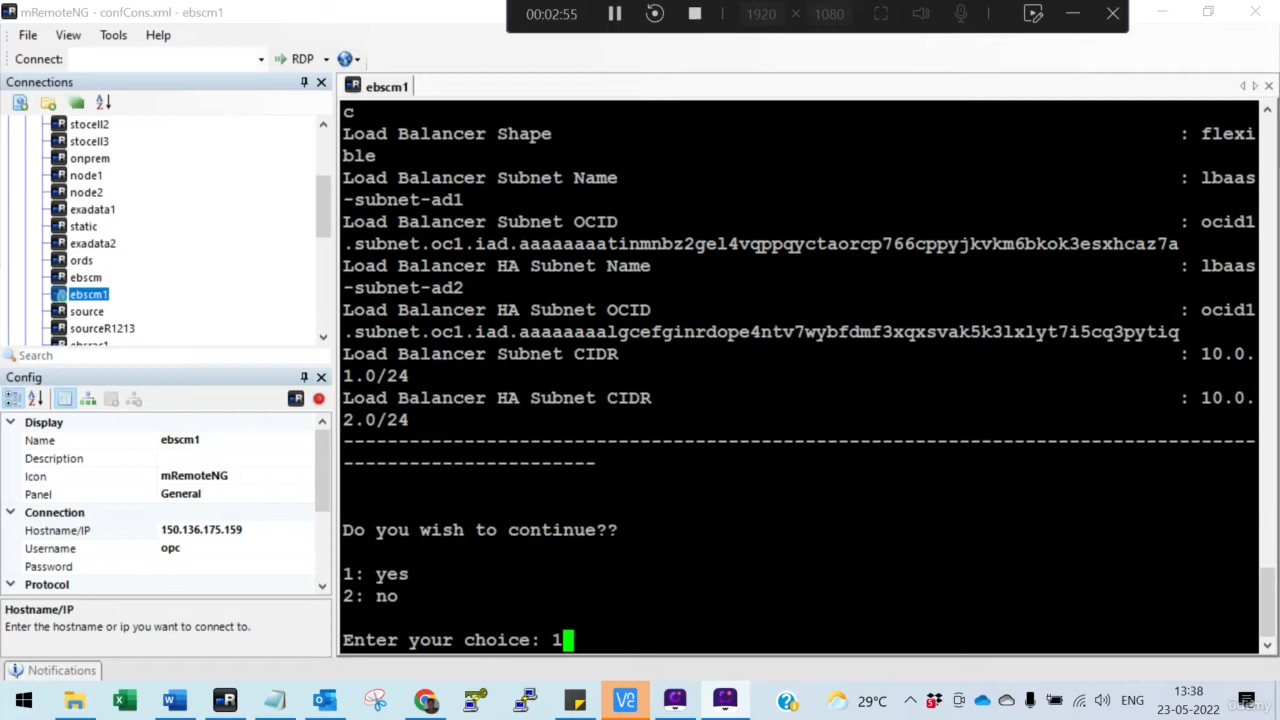 mRemoteNG - confCons.xml - ebscm1
00:02:55
1920 × 1080
File View Tools Help
Connect: RDP
Connections
ebscm1
stocell2
stocell3
onprem
node1
node2
exadata1
static
exadata2
ords
ebscm
ebscm1
source
sourceR1213
ebsrac1
Search
Config
Display
Name ebscm1
Description
Icon mRemoteNG
Panel General
Connection
Hostname/IP 150.136.175.159
Username opc
Password
Protocol
Hostname/IP
Enter the hostname or ip you want to connect to.
Notifications
c
Load Balancer Shape : flexi
ble
Load Balancer Subnet Name : lbaas
-subnet-ad1
Load Balancer Subnet OCID : ocid1
.subnet.oc1.iad.aaaaaaaatinmnbz2gel4vqppqyctaorcp766cppyjkvkm6bkok3esxhcaz7a
Load Balancer HA Subnet Name : lbaas
-subnet-ad2
Load Balancer HA Subnet OCID : ocid1
.subnet.oc1.iad.aaaaaaaalgcefginrdope4ntv7wybfdmf3xqxsvak5k3lxlyt7i5cq3pytiq
Load Balancer Subnet CIDR : 10.0.
1.0/24
Load Balancer HA Subnet CIDR : 10.0.
2.0/24
-----------------------------------------------------------------------------------
-----------------------
Do you wish to continue??
1: yes
2: no
Enter your choice: 1
29°C
ENG
13:38
23-05-2022
udemy